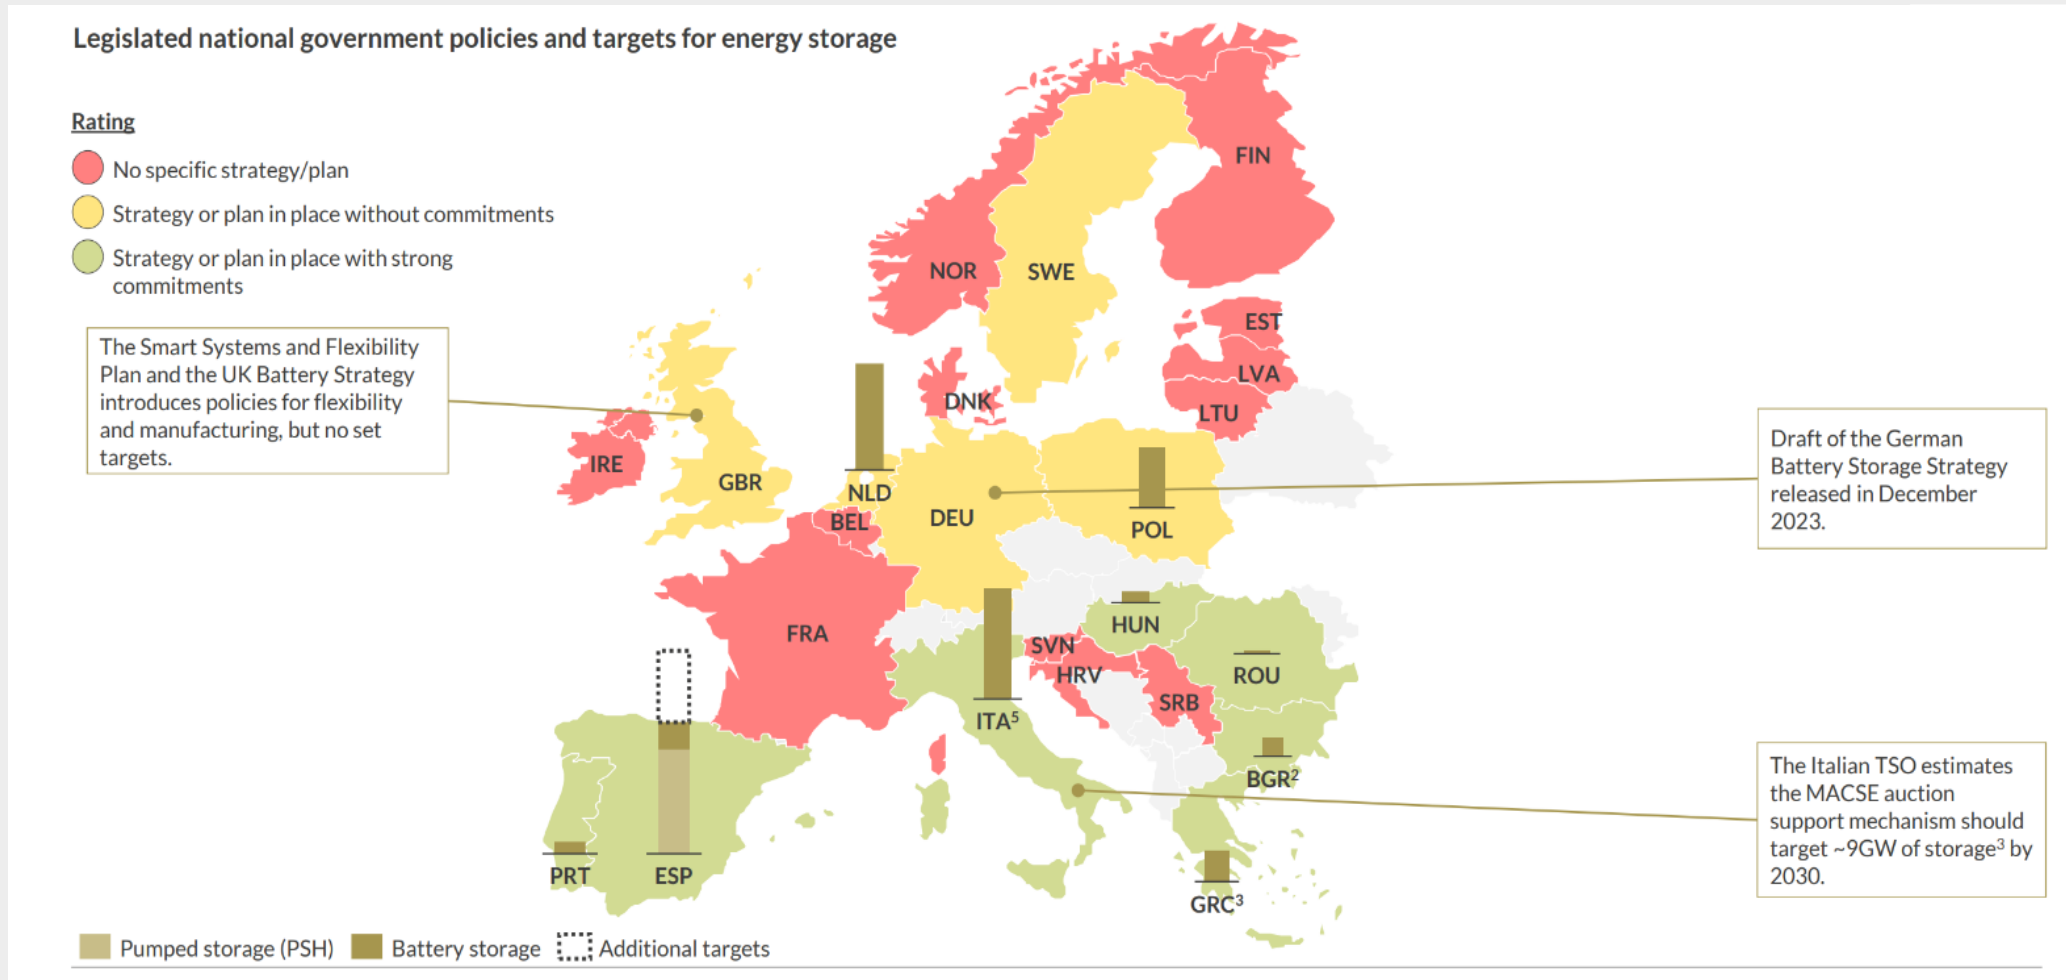 Legislated national government policies and targets for energy storage
Rating
No specific strategy/plan
Strategy or plan in place without commitments
Strategy or plan in place with strong
commitments
The Smart Systems and Flexibility
Plan and the UK Battery Strategy
introduces policies for flexibility
and manufacturing, but no set
targets.
FIN
NOR
SWE
EST
LVA
LTU
DNK
IRE
GBR
NLD
BEL
DEU
POL
Draft of the German
Battery Storage Strategy
released in December
2023.
FRA
HUN
SVN
HRV
ROU
SRB
ITA⁵
BGR²
PRT
ESP
GRC³
The Italian TSO estimates
the MACSE auction
support mechanism should
target ~9GW of storage³ by
2030.
Pumped storage (PSH)
Battery storage
Additional targets